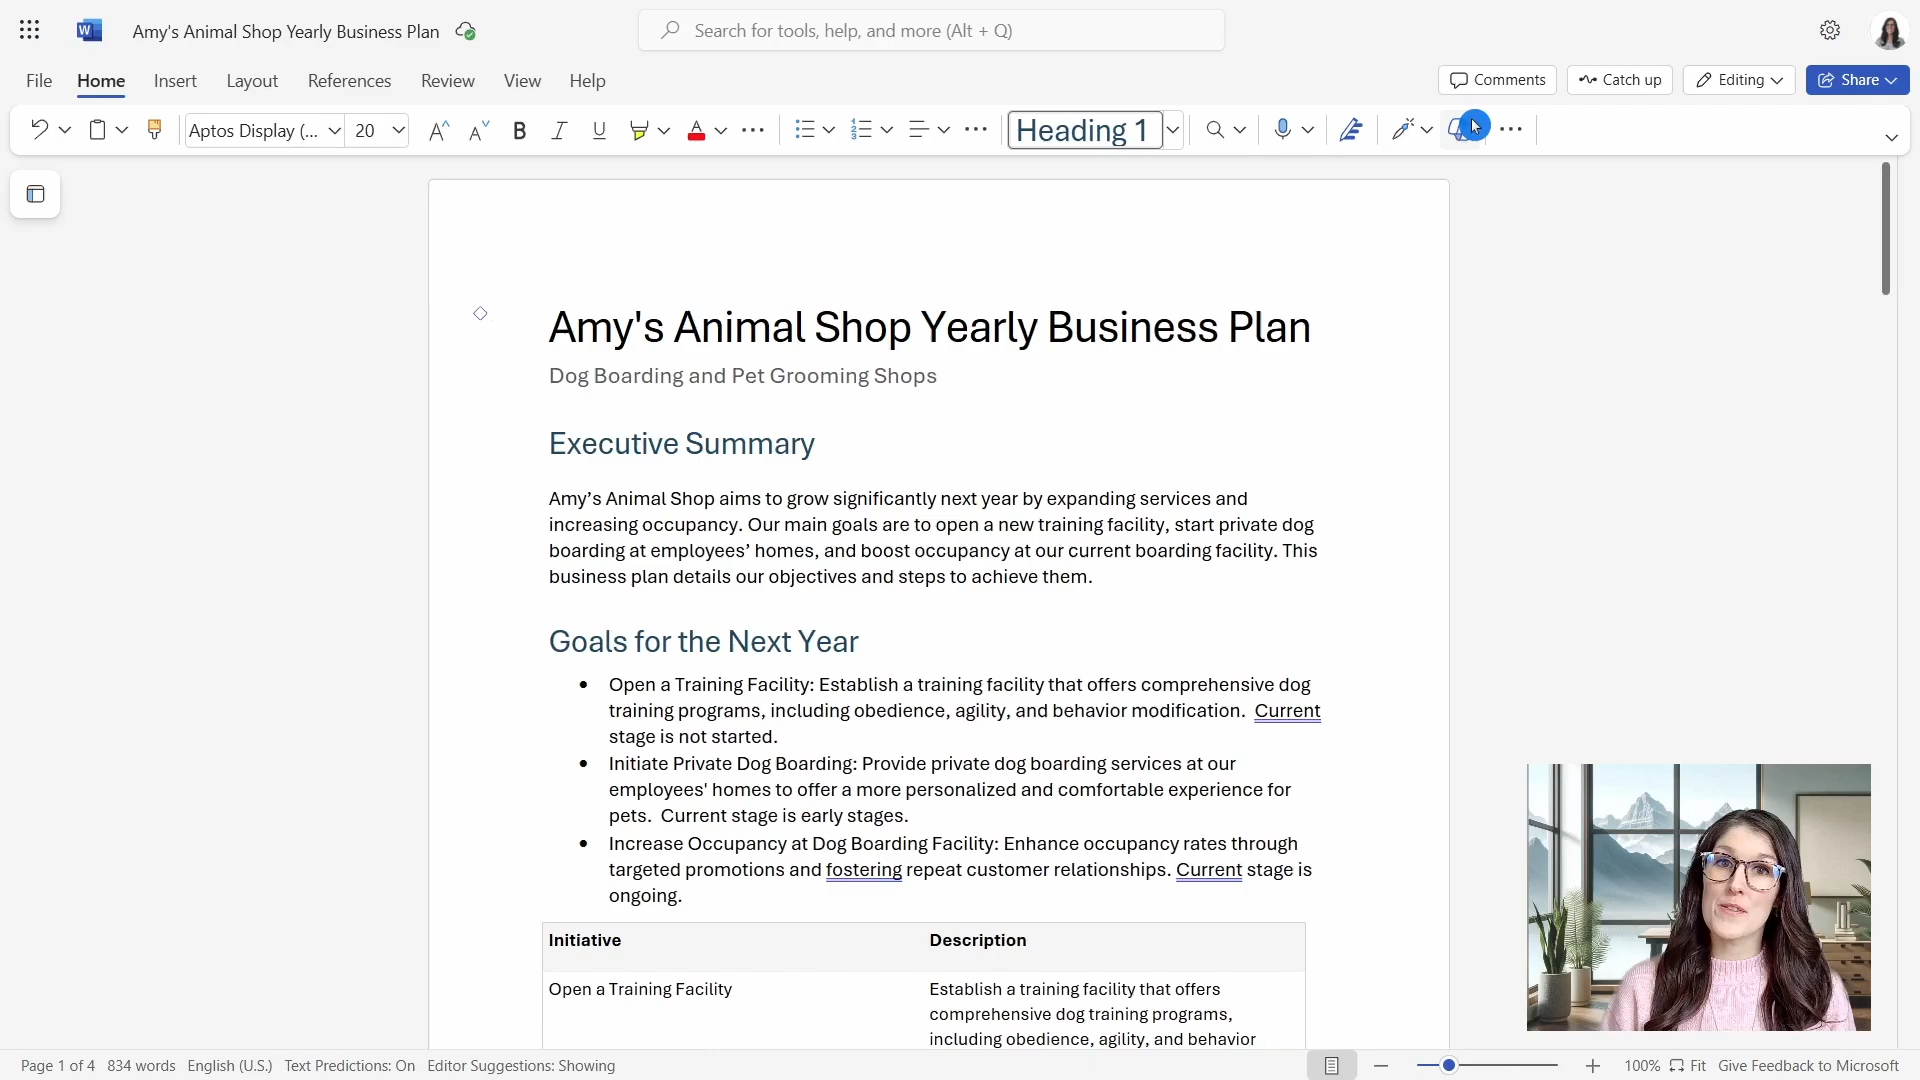 Amy's Animal Shop Yearly Business Plan
Search for tools, help, and more (Alt + Q)
File
Home
Insert
Layout
References
Review
View
Help
Comments
Catch up
Editing
Share
Aptos Display (...
20
Heading 1
Amy's Animal Shop Yearly Business Plan
Dog Boarding and Pet Grooming Shops
Executive Summary
Amy’s Animal Shop aims to grow significantly next year by expanding services and
increasing occupancy. Our main goals are to open a new training facility, start private dog
boarding at employees’ homes, and boost occupancy at our current boarding facility. This
business plan details our objectives and steps to achieve them.
Goals for the Next Year
• Open a Training Facility: Establish a training facility that offers comprehensive dog
training programs, including obedience, agility, and behavior modification.  Current
stage is not started.
• Initiate Private Dog Boarding: Provide private dog boarding services at our
employees' homes to offer a more personalized and comfortable experience for
pets.  Current stage is early stages.
• Increase Occupancy at Dog Boarding Facility: Enhance occupancy rates through
targeted promotions and fostering repeat customer relationships. Current stage is
ongoing.
Initiative
Description
Open a Training Facility
Establish a training facility that offers
comprehensive dog training programs,
including obedience, agility, and behavior
Page 1 of 4
834 words
English (U.S.)
Text Predictions: On
Editor Suggestions: Showing
100%
Fit
Give Feedback to Microsoft